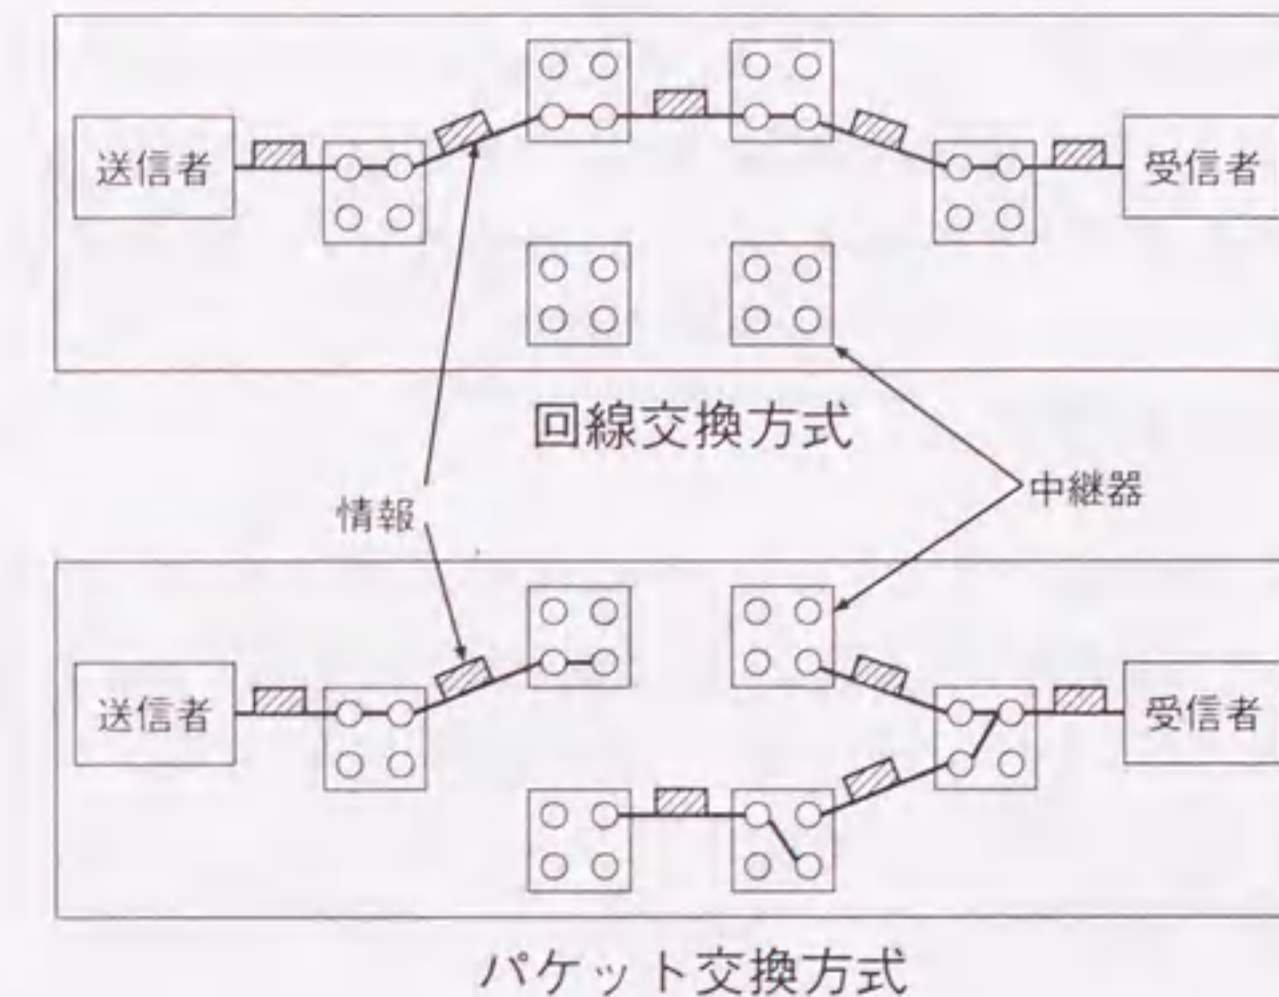 送信者
受信者
回線交換方式
情報
中継器
送信者
受信者
パケット交換方式